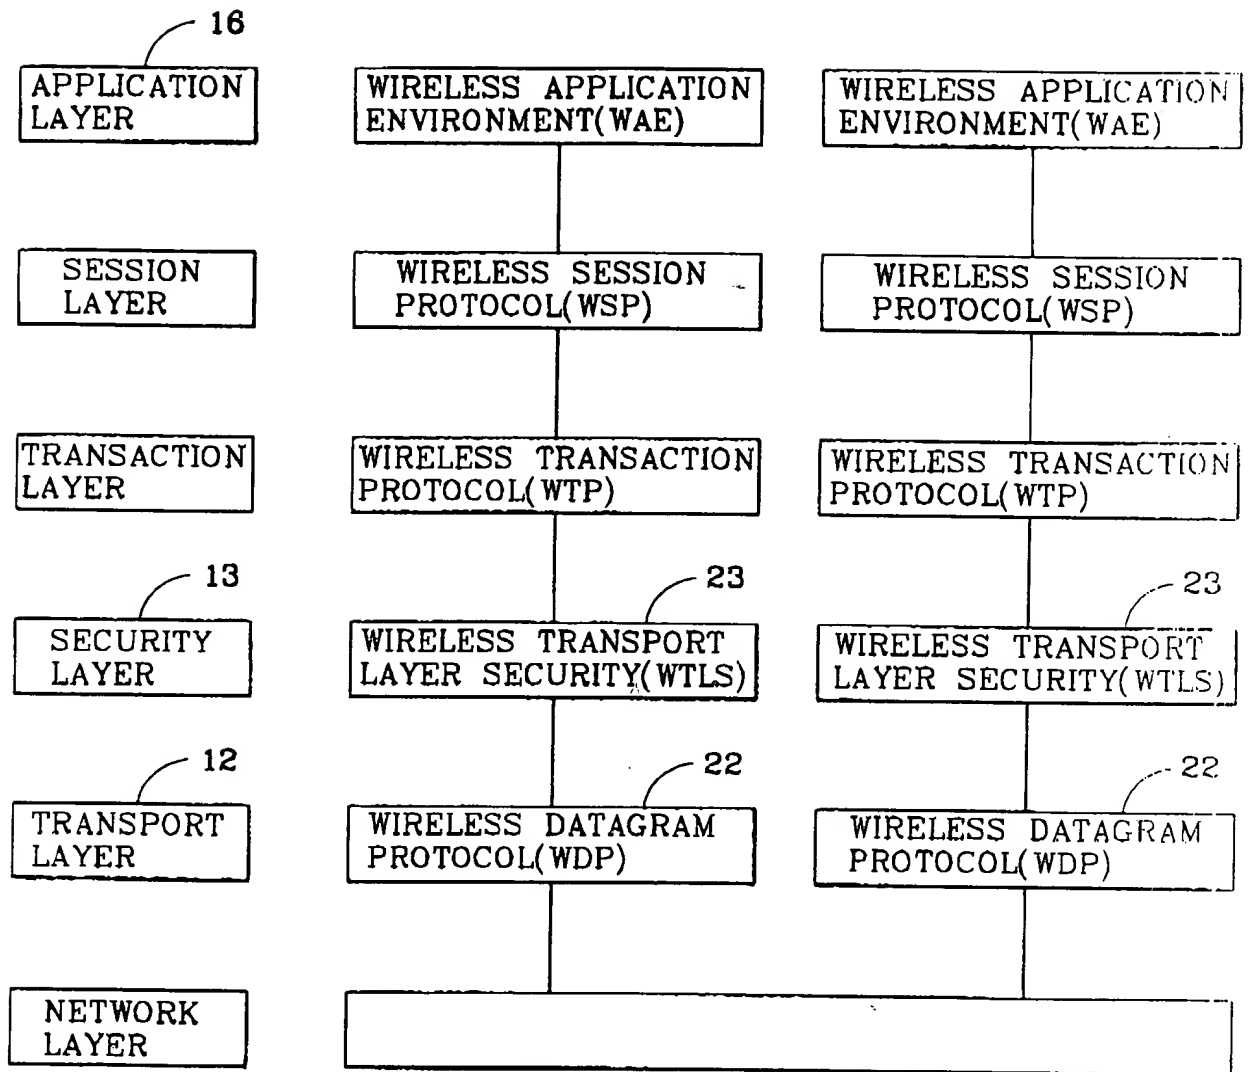 16
APPLICATION
LAYER
WIRELESS APPLICATION
ENVIRONMENT(WAE)
WIRELESS APPLICATION
ENVIRONMENT(WAE)
SESSION
LAYER
WIRELESS SESSION
PROTOCOL(WSP)
WIRELESS SESSION
PROTOCOL(WSP)
TRANSACTION
LAYER
WIRELESS TRANSACTION
PROTOCOL(WTP)
WIRELESS TRANSACTION
PROTOCOL(WTP)
13
23
23
SECURITY
LAYER
WIRELESS TRANSPORT
LAYER SECURITY(WTLS)
WIRELESS TRANSPORT
LAYER SECURITY(WTLS)
12
22
22
TRANSPORT
LAYER
WIRELESS DATAGRAM
PROTOCOL(WDP)
WIRELESS DATAGRAM
PROTOCOL(WDP)
NETWORK
LAYER